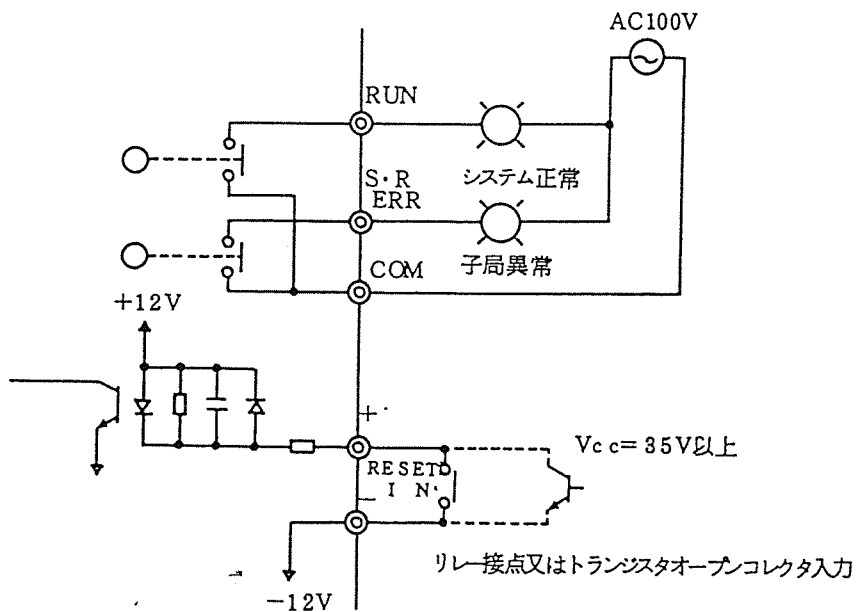 AC100V
RUN
システム正常
S・R
ERR
子局異常
COM
+12V
+
Vcc=35V以上
RESET
IN
−
リレー接点又はトランジスタオープンコレクタ入力
−12V